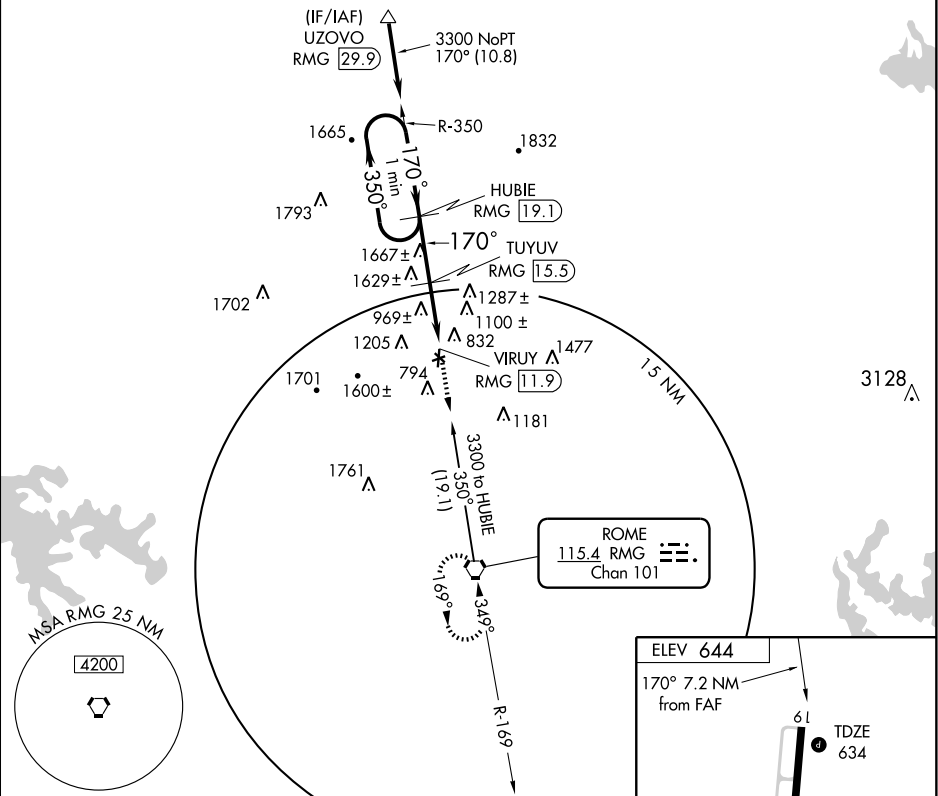 (IF/IAF)
UZOVO
RMG 29.9
3300 NoPT
170° (10.8)
R-350
1665
1832
170°
1 min
350°
HUBIE
RMG 19.1
1793
170°
1667 ±
TUYUV
RMG 15.5
1629 ±
1702
1287 ±
969 ±
1100 ±
1205
832
VIRUY
RMG 11.9
1477
15 NM
1701
1600 ±
794
3128
1181
1761
3300 to HUBIE
350°
(19.1)
ROME
115.4 RMG
Chan 101
169°
349°
MSA RMG 25 NM
4200
R-169
ELEV 644
170° 7.2 NM
from FAF
19
P
TDZE
634